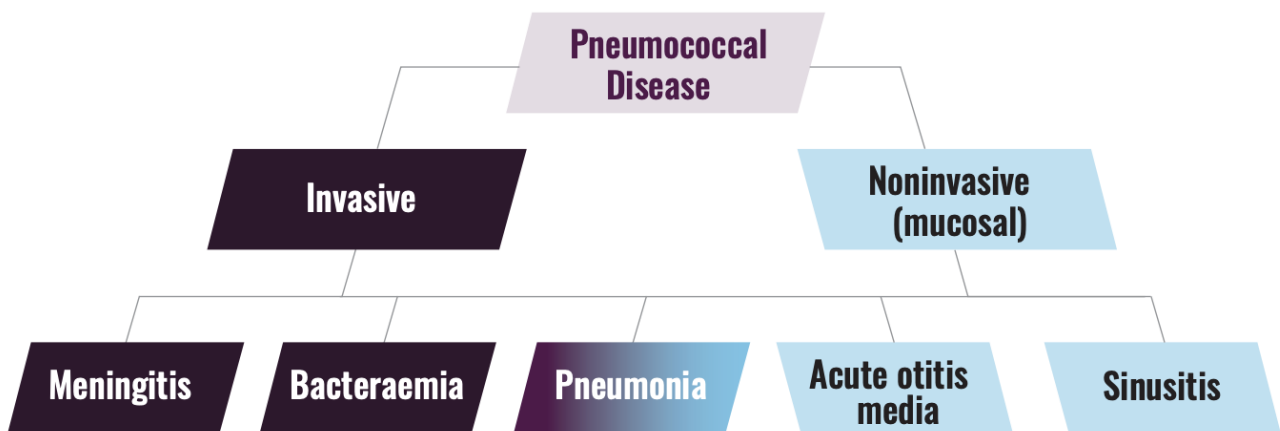 Pneumococcal
Disease
Invasive
Noninvasive
(mucosal)
Meningitis
Bacteraemia
Pneumonia
Acute otitis
media
Sinusitis